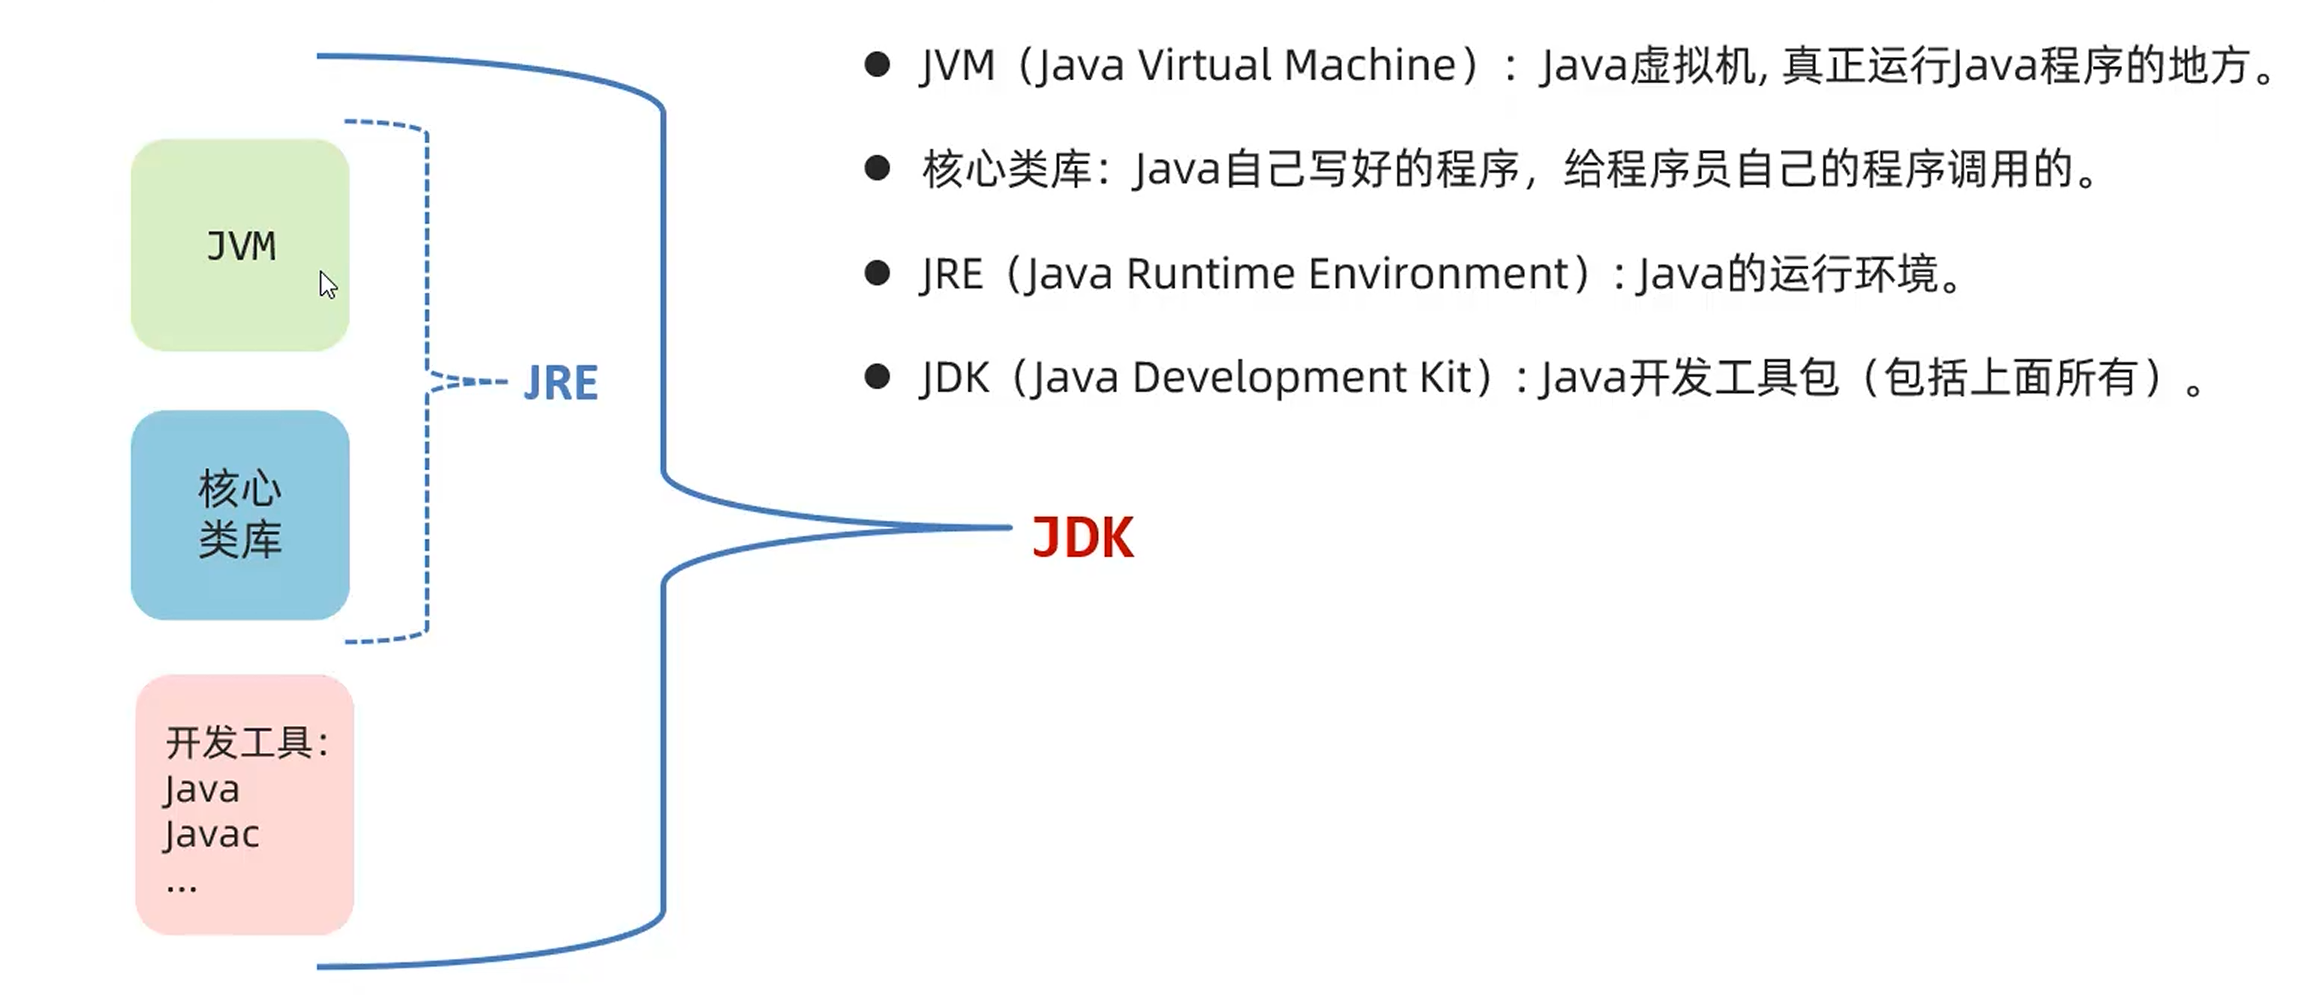 JVM（Java Virtual Machine）：Java虚拟机, 真正运行Java程序的地方。
核心类库：Java自己写好的程序，给程序员自己的程序调用的。
JRE（Java Runtime Environment）: Java的运行环境。
JDK（Java Development Kit）: Java开发工具包（包括上面所有）。
JVM
JRE
核心
类库
JDK
开发工具：
Java
Javac
...